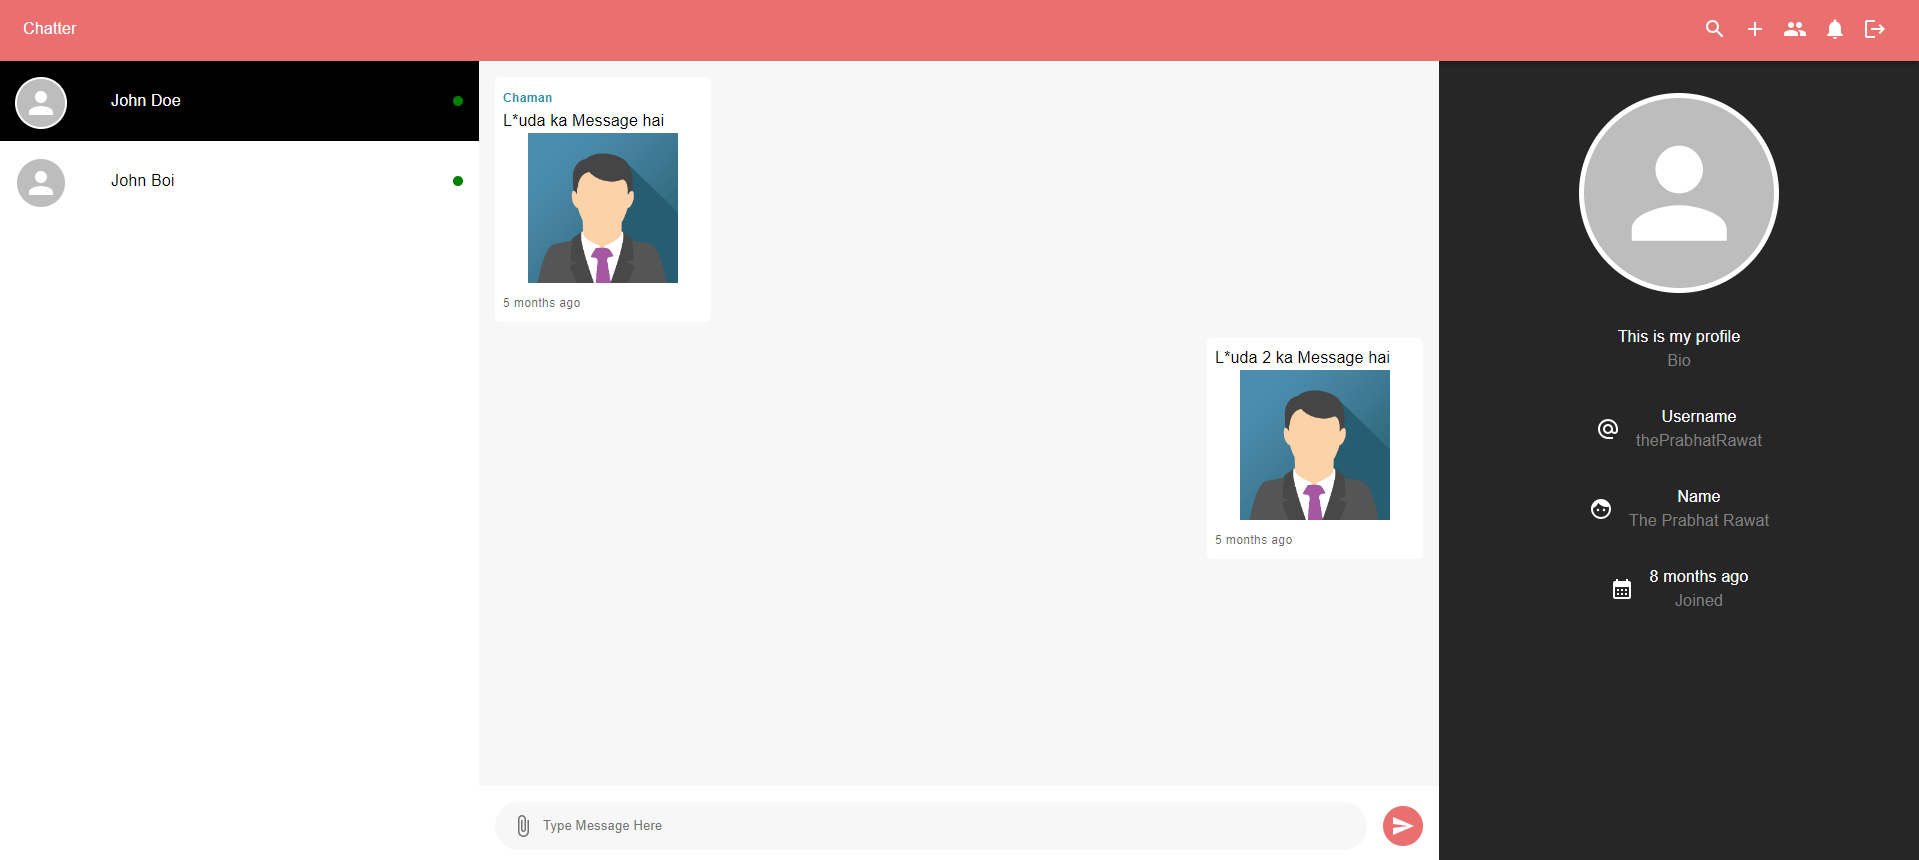 Chatter
John Doe
John Boi
Chaman
L*uda ka Message hai
5 months ago
L*uda 2 ka Message hai
5 months ago
Type Message Here
This is my profile
Bio
Username
thePrabhatRawat
Name
The Prabhat Rawat
8 months ago
Joined